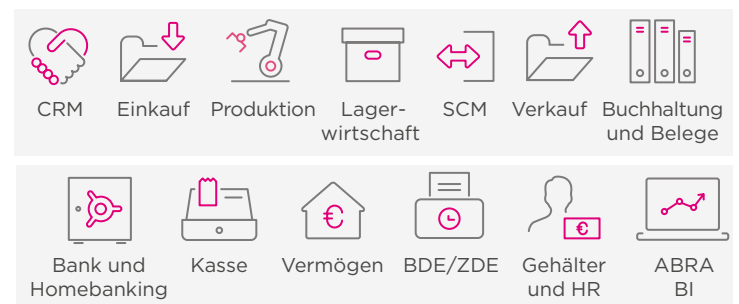 CRM Einkauf Produktion Lager- SCM Verkauf Buchhaltung
wirtschaft und Belege
Bank und Kasse Vermögen BDE/ZDE Gehälter ABRA
Homebanking und HR BI